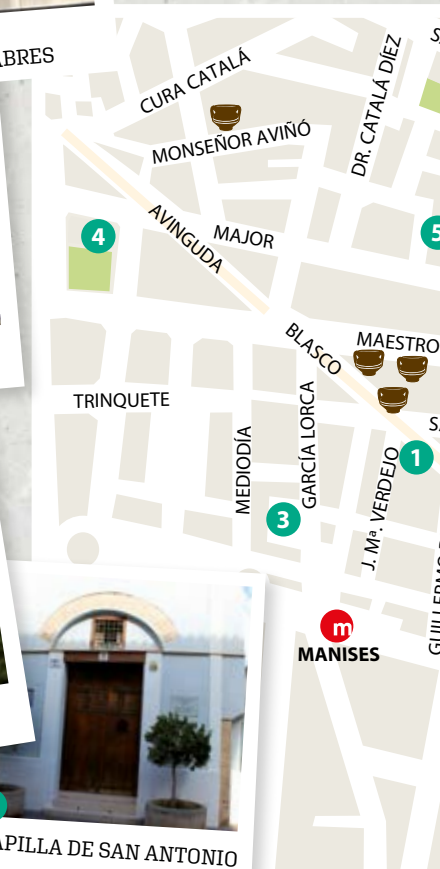 ABRES
CURA CATALÁ
MONSEÑOR AVIÑÓ
DR. CATALÁ DÍEZ
4
AVINGUDA
MAJOR
5
BLASCO
MAESTRO
TRINQUETE
MEDIODÍA
GARCÍA LORCA
J. Mª. VERDEJO
1
3
m
MANISES
APILLA DE SAN ANTONIO